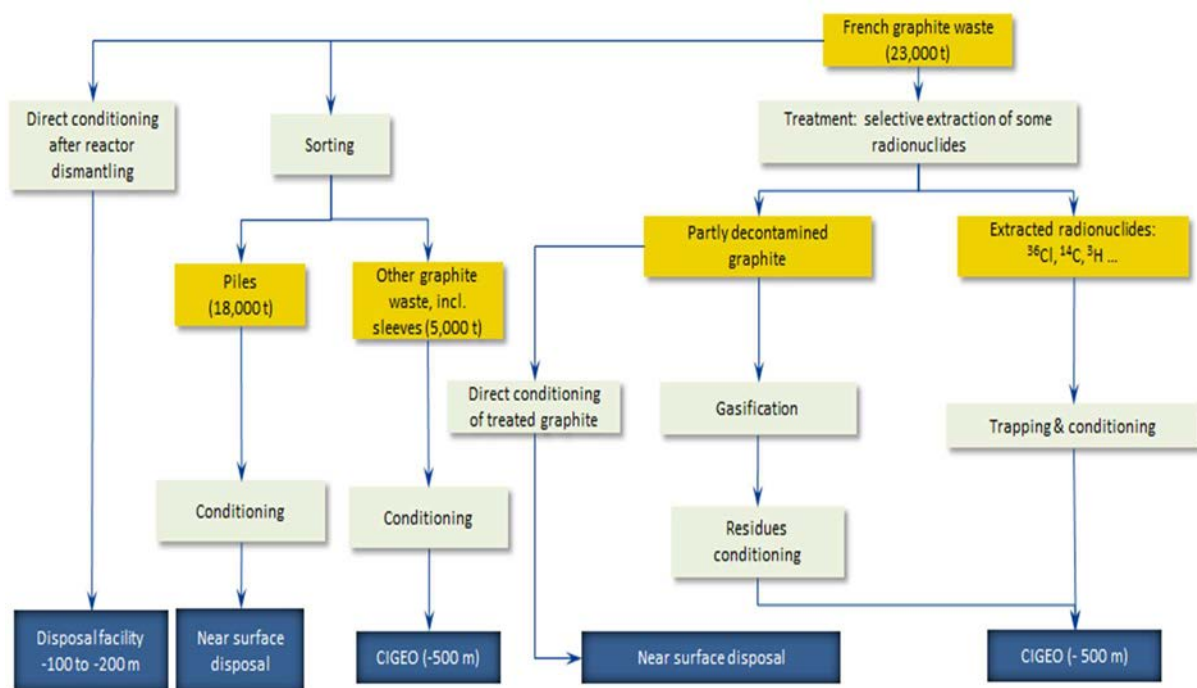 French graphite waste
(23,000 t)
Direct conditioning
after reactor
dismantling
Sorting
Treatment: selective extraction of some
radionuclides
Partly decontamined
graphite
Extracted radionuclides:
³⁶Cl, ¹⁴C, ³H ...
Piles
(18,000 t)
Other graphite
waste, incl.
sleeves (5,000 t)
Direct conditioning
of treated graphite
Gasification
Trapping & conditioning
Conditioning
Conditioning
Residues
conditioning
Disposal facility
-100 to -200 m
Near surface
disposal
CIGEO (-500 m)
Near surface disposal
CIGEO (- 500 m)